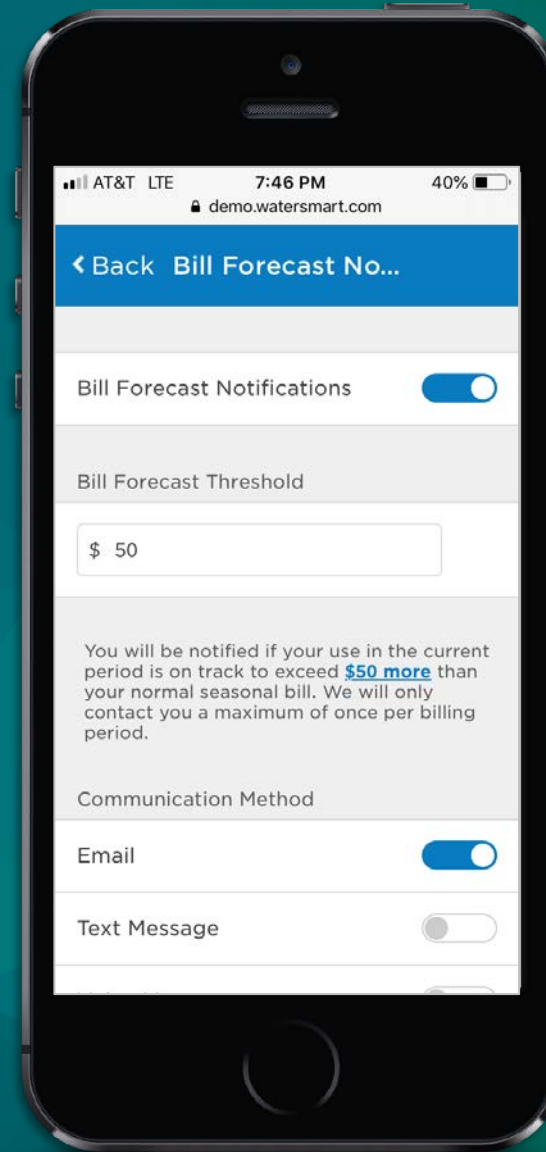 AT&T LTE 7:46 PM 40%
demo.watersmart.com
Back Bill Forecast No...
Bill Forecast Notifications
Bill Forecast Threshold
$ 50
You will be notified if your use in the current
period is on track to exceed $50 more than
your normal seasonal bill. We will only
contact you a maximum of once per billing
period.
Communication Method
Email
Text Message